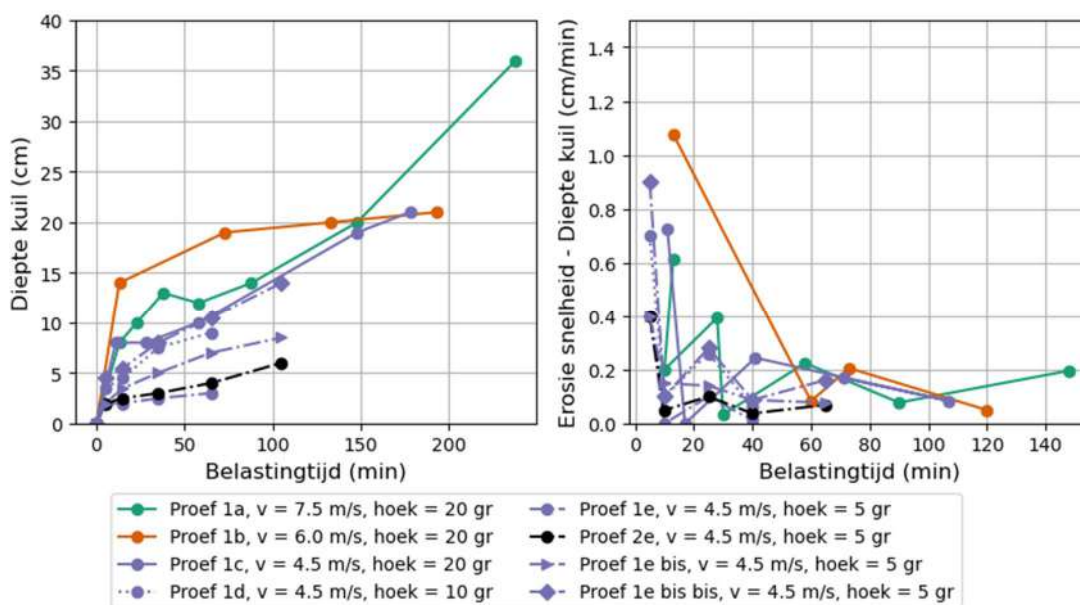 40
35
30
25
20
15
10
5
0
Diepte kuil (cm)
0 50 100 150 200
Belastingtijd (min)
1.4
1.2
1.0
0.8
0.6
0.4
0.2
0.0
Erosie snelheid - Diepte kuil (cm/min)
0 20 40 60 80 100 120 140
Belastingtijd (min)
Proef 1a, v = 7.5 m/s, hoek = 20 gr
Proef 1b, v = 6.0 m/s, hoek = 20 gr
Proef 1c, v = 4.5 m/s, hoek = 20 gr
Proef 1d, v = 4.5 m/s, hoek = 10 gr
Proef 1e, v = 4.5 m/s, hoek = 5 gr
Proef 2e, v = 4.5 m/s, hoek = 5 gr
Proef 1e bis, v = 4.5 m/s, hoek = 5 gr
Proef 1e bis bis, v = 4.5 m/s, hoek = 5 gr